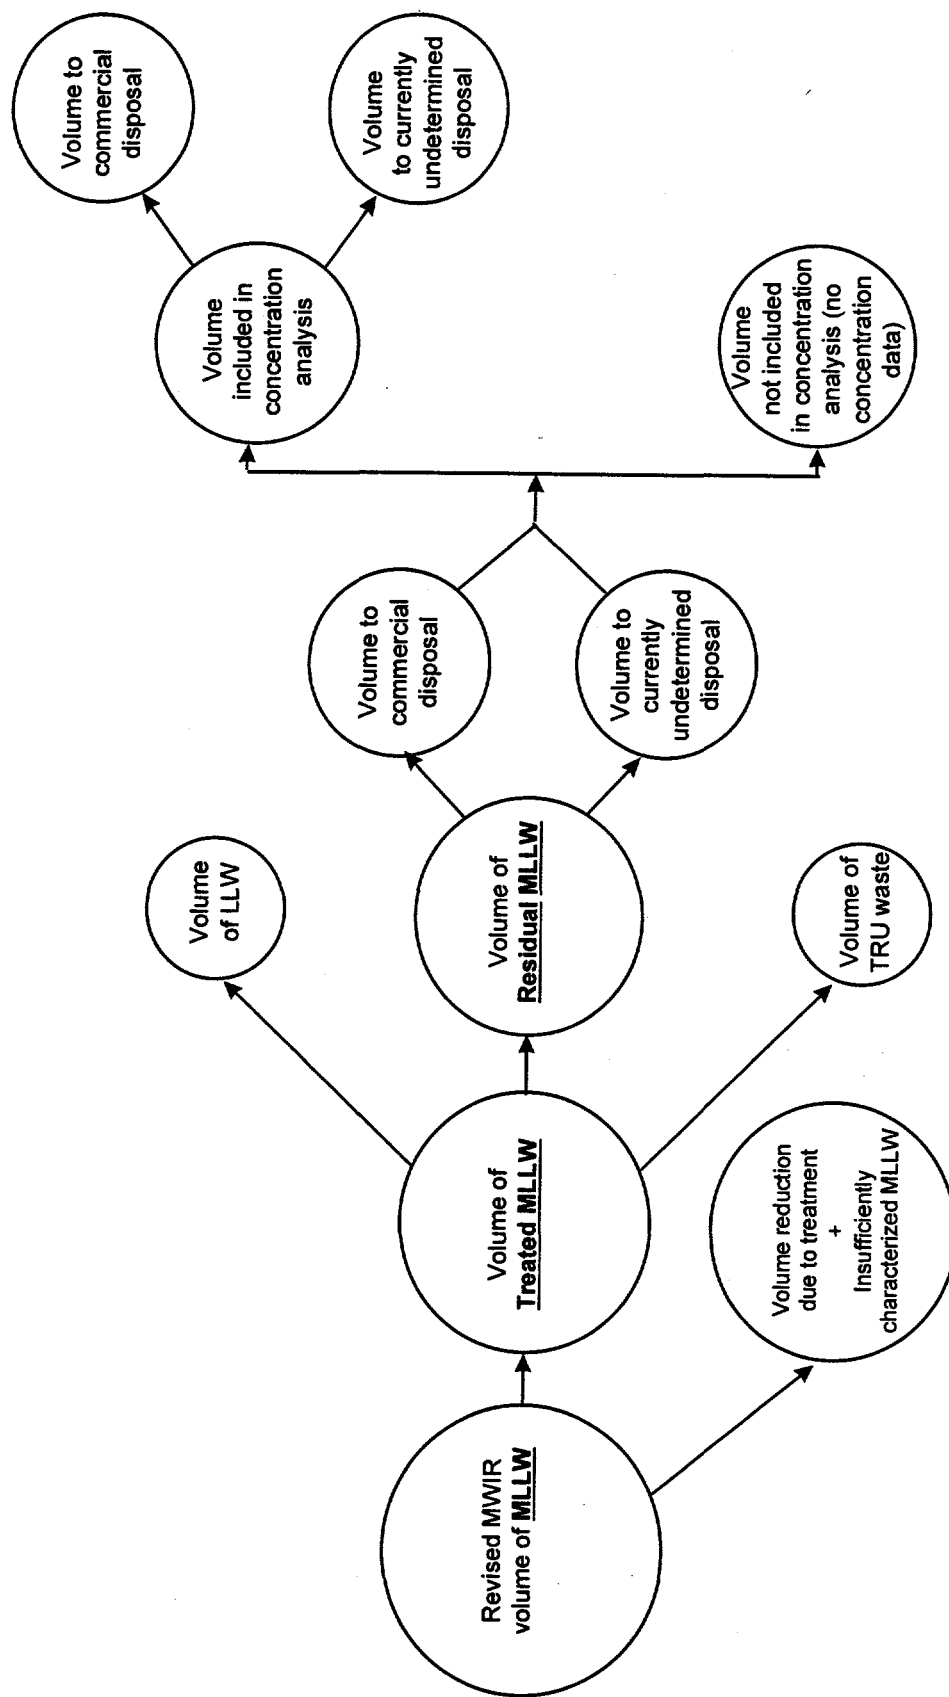 Revised MWIR
volume of MLLW
Volume reduction
due to treatment
+
Insufficiently
characterized MLLW
Volume of
Treated MLLW
Volume
of LLW
Volume of
Residual MLLW
Volume of
TRU waste
Volume to
commercial
disposal
Volume to
currently
undetermined
disposal
Volume
included in
concentration
analysis
Volume
not included
in concentration
analysis (no
concentration
data)
Volume to
commercial
disposal
Volume
to currently
undetermined
disposal